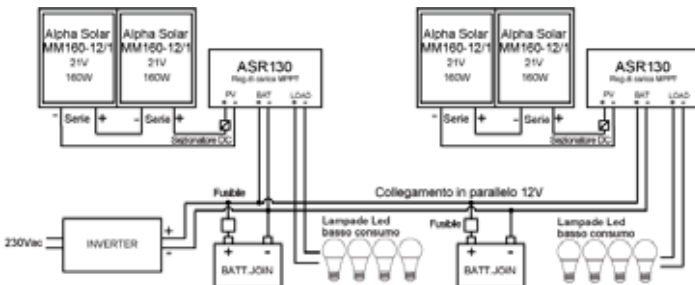 Alpha Solar
MM160-12/1
21V
160W
Alpha Solar
MM160-12/1
21V
160W
ASR130
Reg.di carica MPPT
PV BAT LOAD
- Serie + - Serie +
Sezionatore DC
Alpha Solar
MM160-12/1
21V
160W
Alpha Solar
MM160-12/1
21V
160W
ASR130
Reg.di carica MPPT
PV BAT LOAD
- Serie + - Serie +
Sezionatore DC
Fusibile
Collegamento in parallelo 12V
230Vac
INVERTER
+
-
+ -
BATT.JOIN
Lampade Led
basso consumo
Fusibile
+ -
BATT.JOIN
Lampade Led
basso consumo